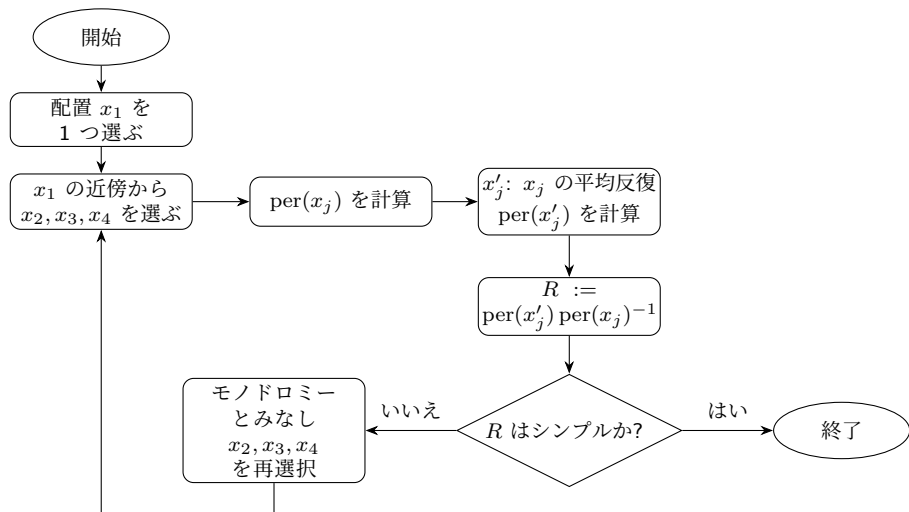 開始
配置 x₁ を
1 つ選ぶ
x₁ の近傍から
x₂, x₃, x₄ を選ぶ
per(xⱼ) を計算
x′ⱼ: xⱼ の平均反復
per(x′ⱼ) を計算
R :=
per(x′ⱼ) per(xⱼ)⁻¹
R はシンプルか?
いいえ
はい
モノドロミー
とみなし
x₂, x₃, x₄
を再選択
終了